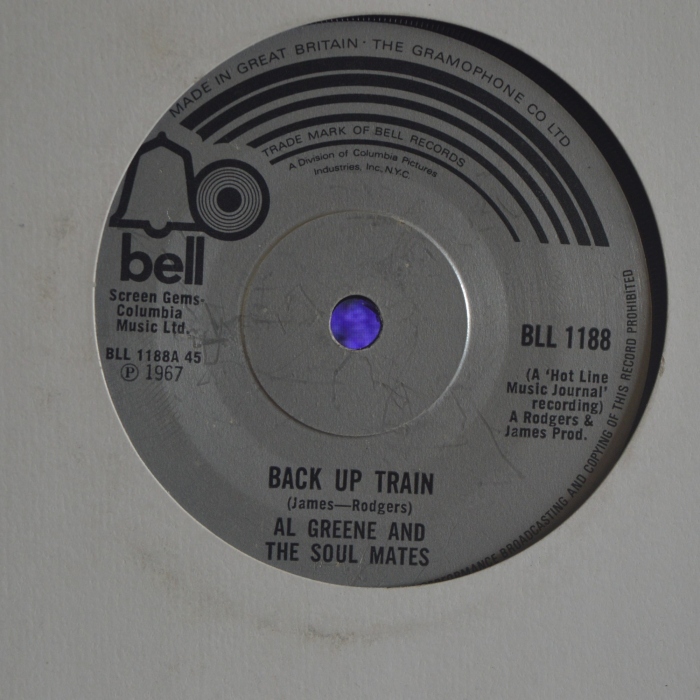 MADE IN GREAT BRITAIN · THE GRAMOPHONE CO LTD
TRADE MARK OF BELL RECORDS
A Division of Columbia Pictures
Industries, Inc, N.Y.C.
bell
Screen Gems-
Columbia
Music Ltd.
BLL 1188A 45
Ⓟ 1967
BLL 1188
(A 'Hot Line
Music Journal'
recording)
A Rodgers &
James Prod.
BACK UP TRAIN
(James—Rodgers)
AL GREENE AND
THE SOUL MATES
BROADCASTING AND COPYING OF THIS RECORD PROHIBITED